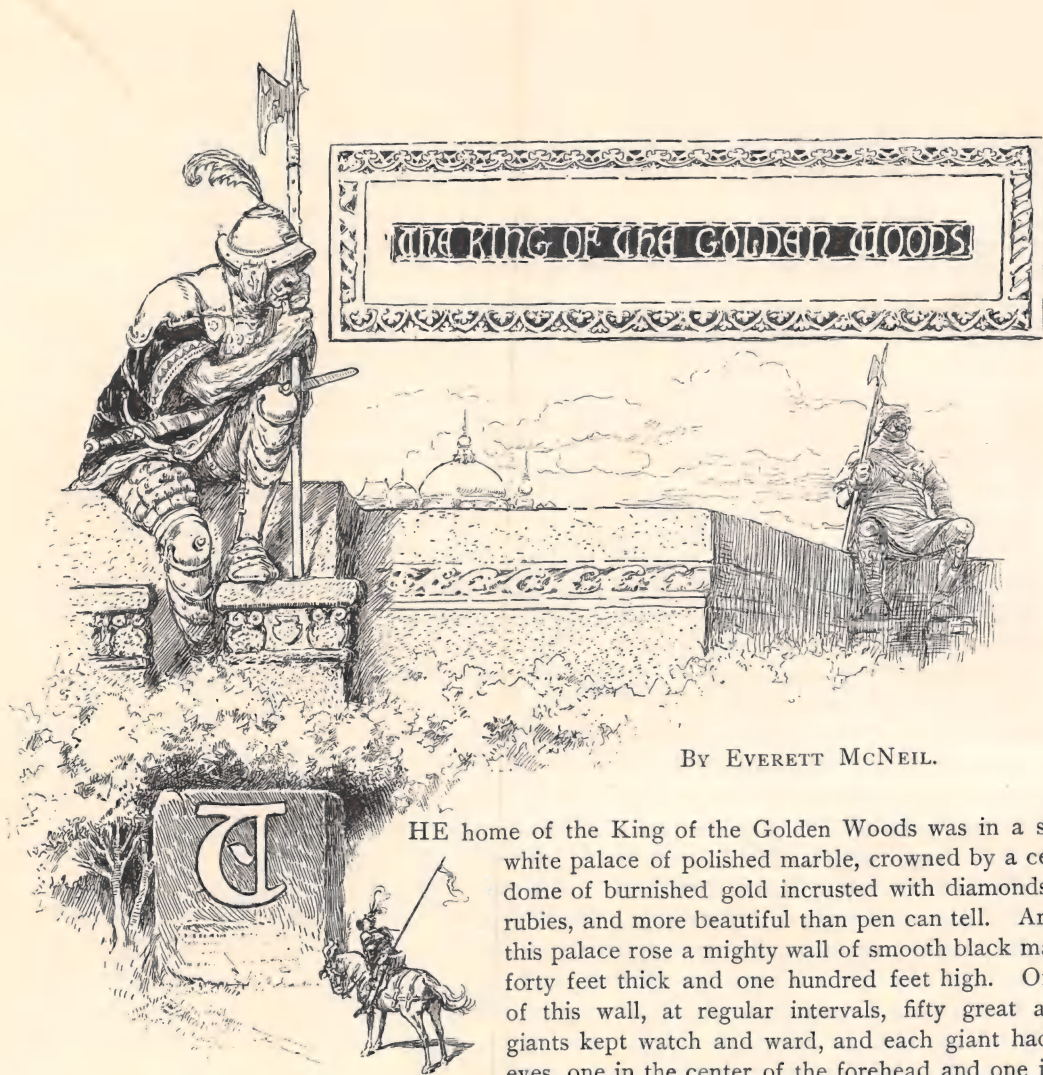 THE KING OF THE GOLDEN WOODS
BY EVERETT MCNEIL.
THE home of the King of the Golden Woods was in a
white palace of polished marble, crowned by a
dome of burnished gold incrusted with diamonds
rubies, and more beautiful than pen can tell.
this palace rose a mighty wall of smooth black
forty feet thick and one hundred feet high.
of this wall, at regular intervals, fifty great
giants kept watch and ward, and each giant had
eyes, one in the center of the forehead and one